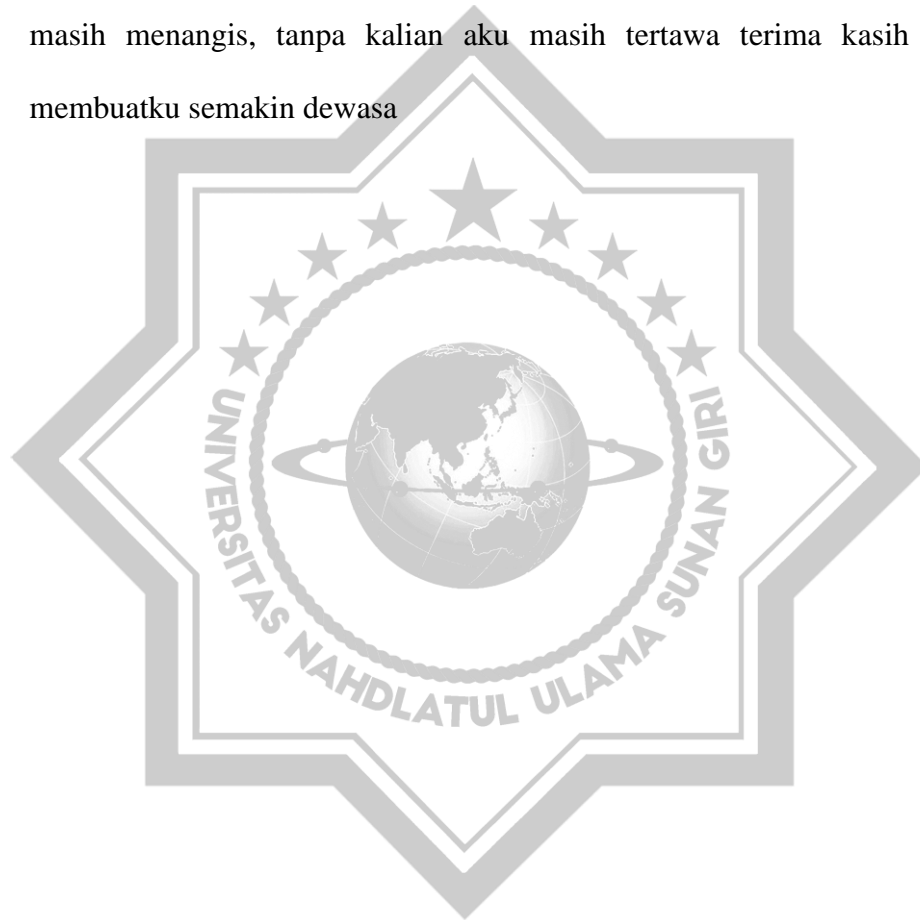 masih menangis, tanpa kalian aku masih tertawa terima kasih
membuatku semakin dewasa
UNIVERSITAS NAHDLATUL ULAMA SUNAN GIRI